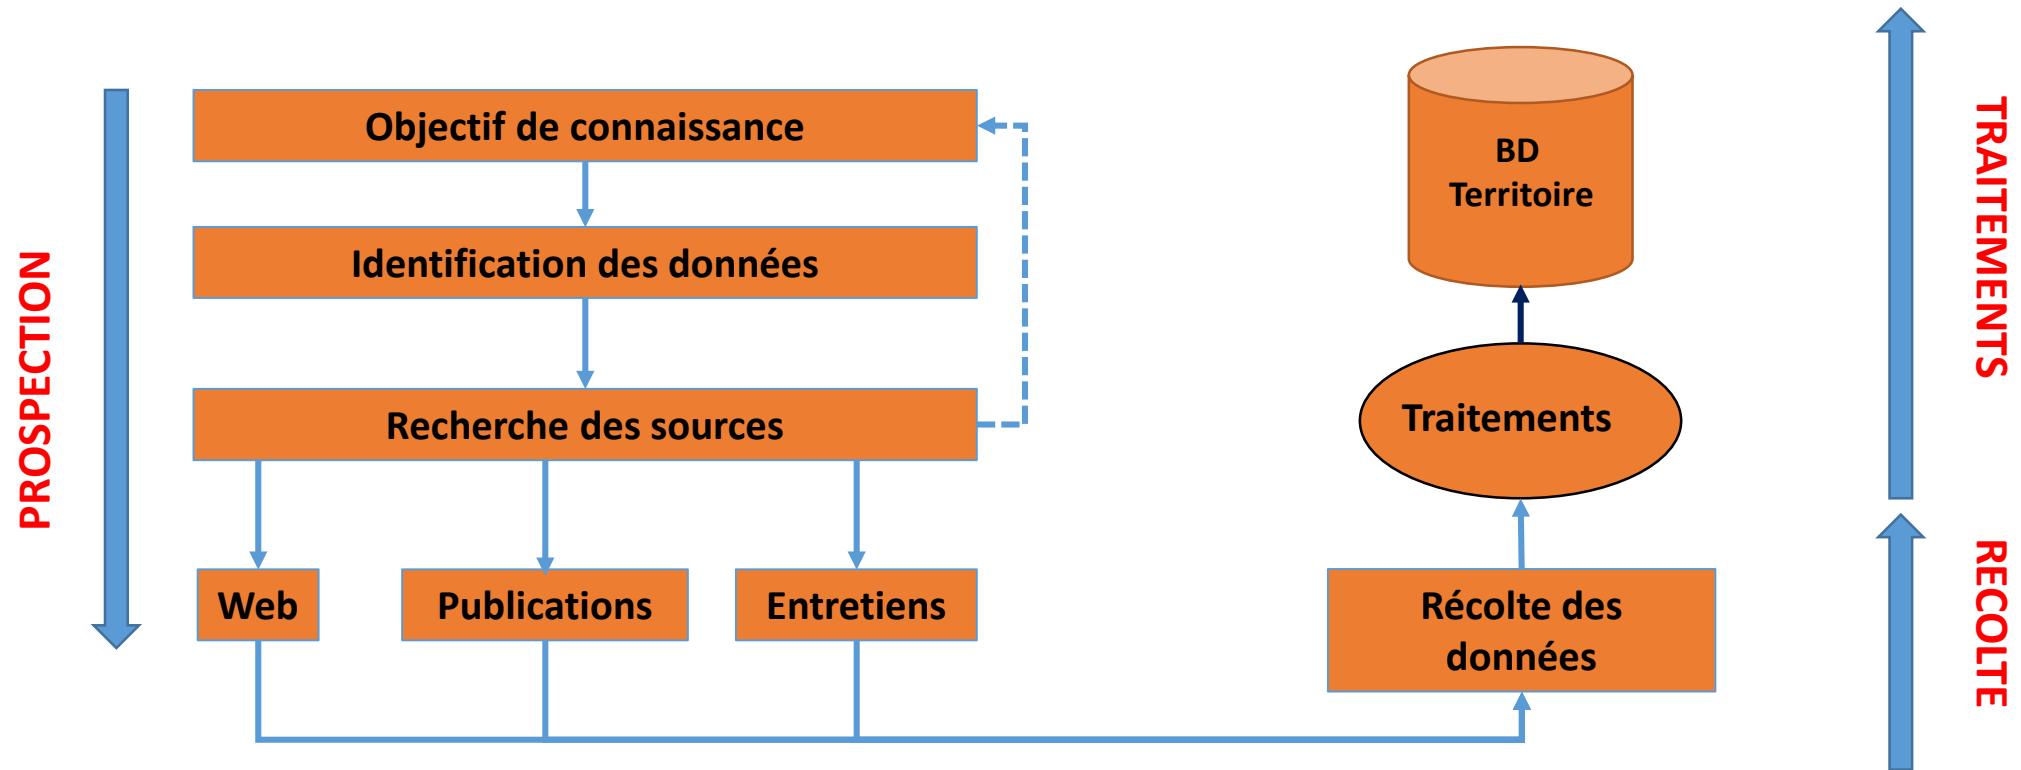 PROSPECTION
Objectif de connaissance
Identification des données
Recherche des sources
Web
Publications
Entretiens
BD
Territoire
Traitements
Récolte des
données
TRAITEMENTS
RECOLTE